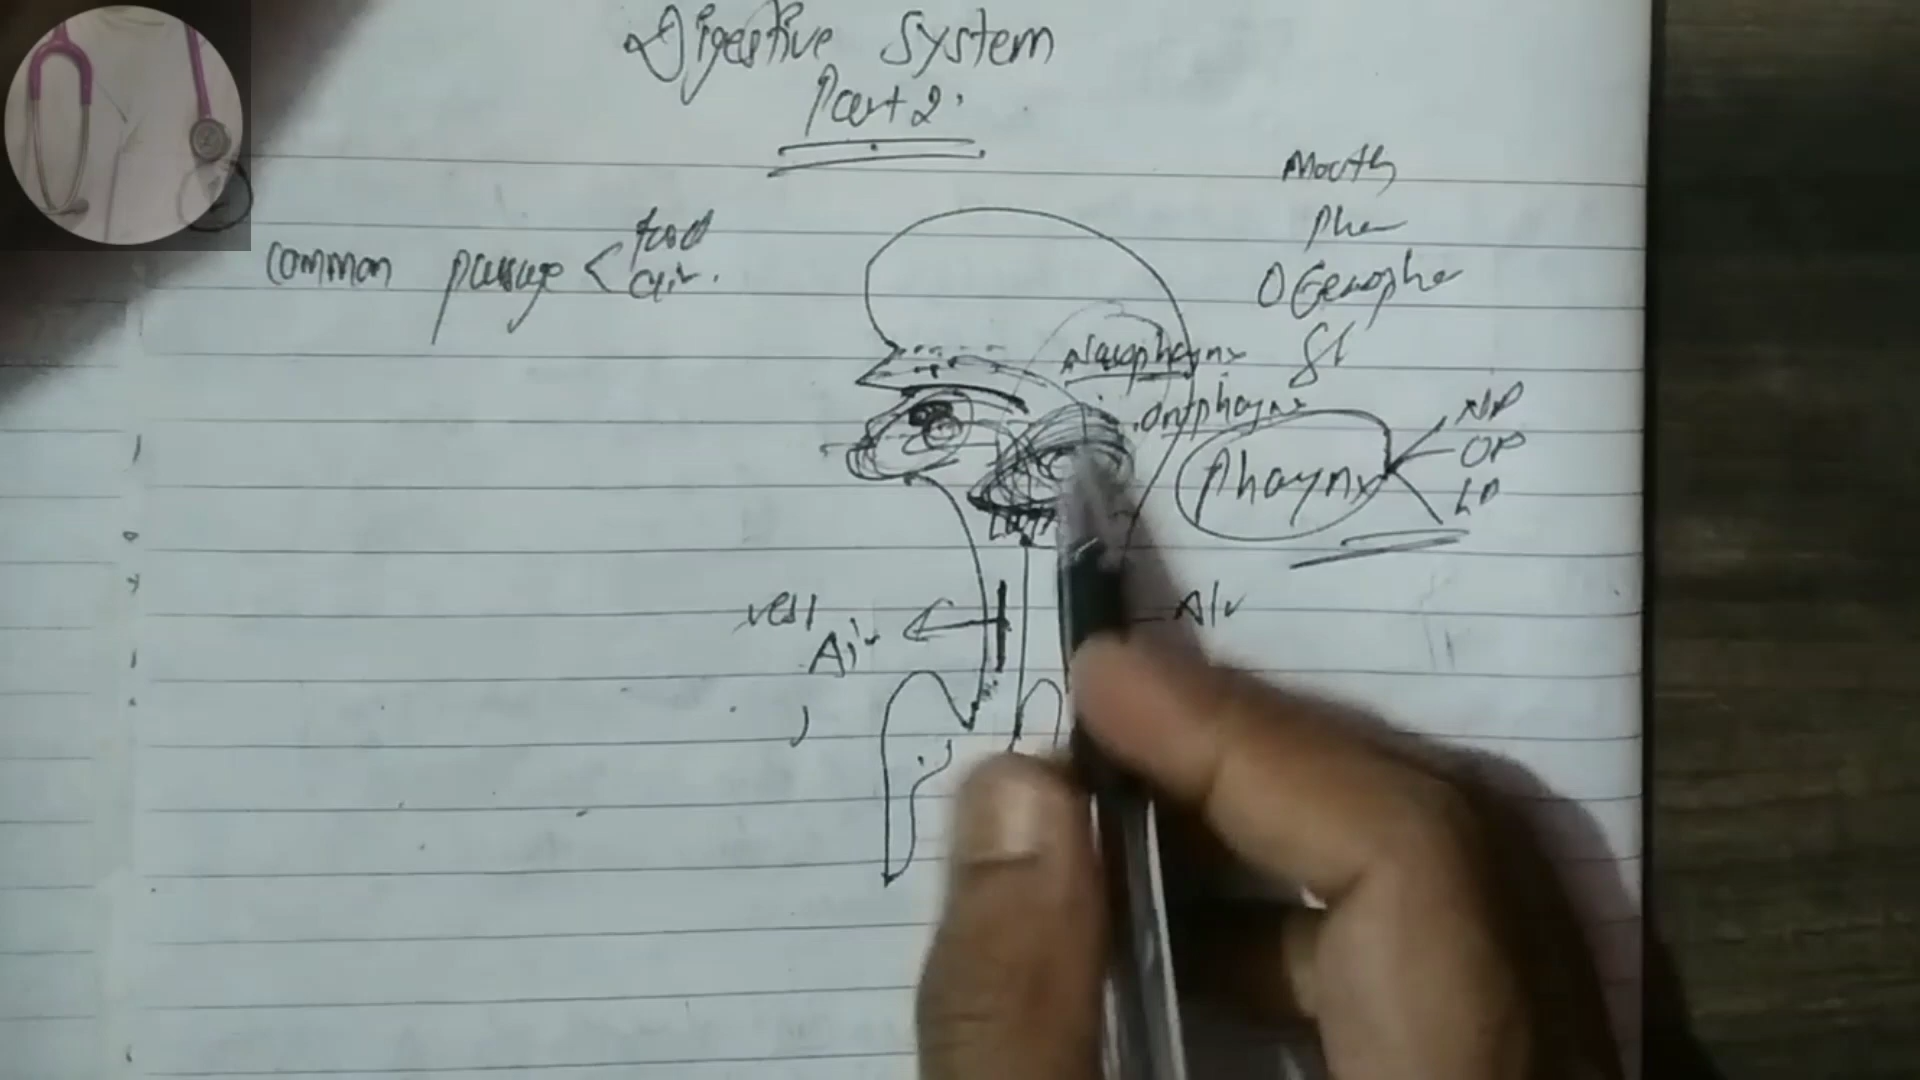 Digestive System
Part 2.
Mouth
Pha
common passage < food
air.
OEesopha
St
Nasopharynx
NP
Oropharynx
OP
Pharynx
LP
Air
Air